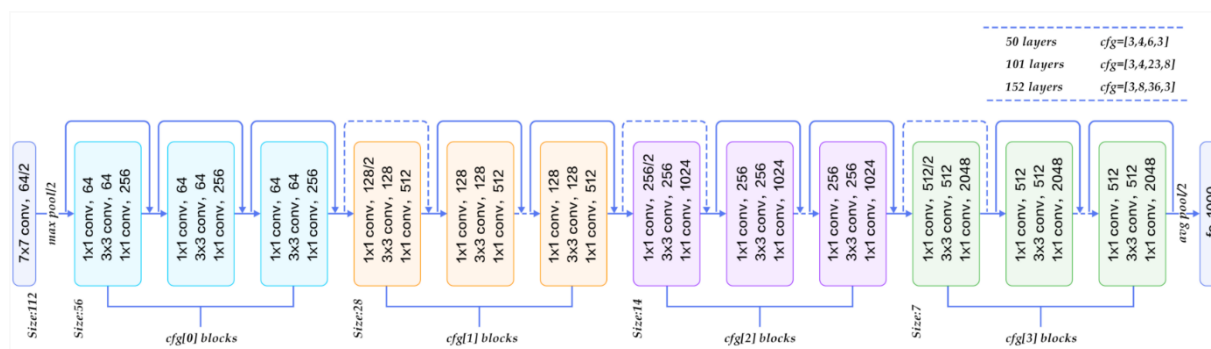 50 layers cfg=[3,4,6,3]
101 layers cfg=[3,4,23,8]
152 layers cfg=[3,8,36,3]
7x7 conv, 64/2
max pool/2
1x1 conv, 64
3x3 conv, 64
1x1 conv, 256
1x1 conv, 64
3x3 conv, 64
1x1 conv, 256
1x1 conv, 64
3x3 conv, 64
1x1 conv, 256
1x1 conv, 128/2
3x3 conv, 128
1x1 conv, 512
1x1 conv, 128
3x3 conv, 128
1x1 conv, 512
1x1 conv, 128
3x3 conv, 128
1x1 conv, 512
1x1 conv, 256/2
3x3 conv, 256
1x1 conv, 1024
1x1 conv, 256
3x3 conv, 256
1x1 conv, 1024
1x1 conv, 256
3x3 conv, 256
1x1 conv, 1024
1x1 conv, 512/2
3x3 conv, 512
1x1 conv, 2048
1x1 conv, 512
3x3 conv, 512
1x1 conv, 2048
1x1 conv, 512
3x3 conv, 512
1x1 conv, 2048
avg pool/2
Size:112
Size:56
cfg[0] blocks
Size:28
cfg[1] blocks
Size:14
cfg[2] blocks
Size:7
cfg[3] blocks